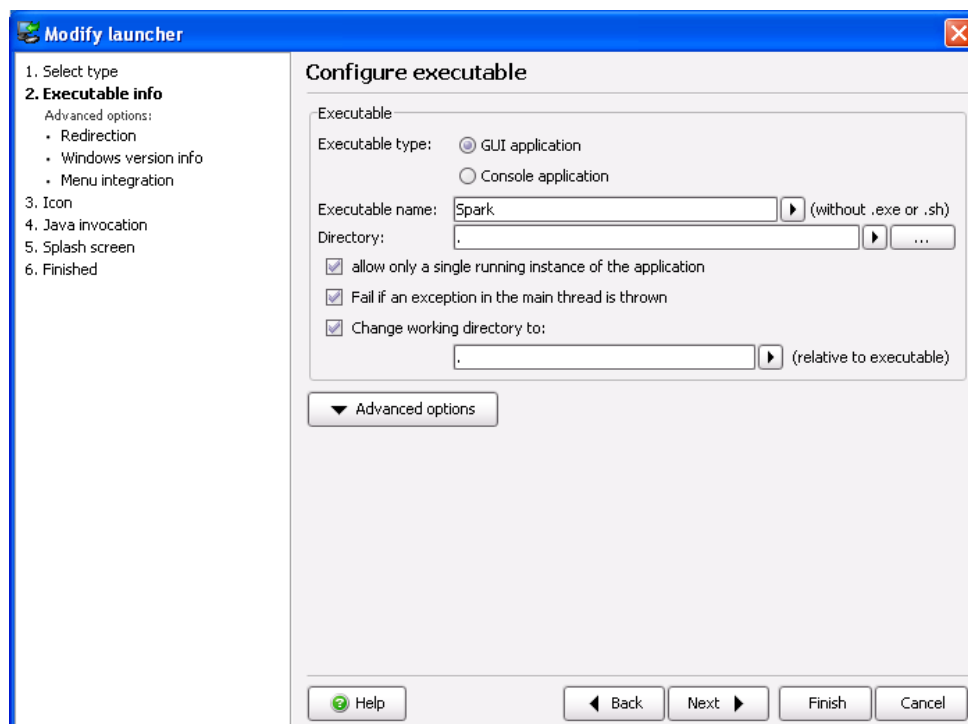 Modify launcher
1. Select type
2. Executable info
Advanced options:
• Redirection
• Windows version info
• Menu integration
3. Icon
4. Java invocation
5. Splash screen
6. Finished
Configure executable
Executable
Executable type: GUI application
Console application
Executable name: Spark (without .exe or .sh)
Directory: . ...
allow only a single running instance of the application
Fail if an exception in the main thread is thrown
Change working directory to:
. (relative to executable)
Advanced options
Help Back Next Finish Cancel